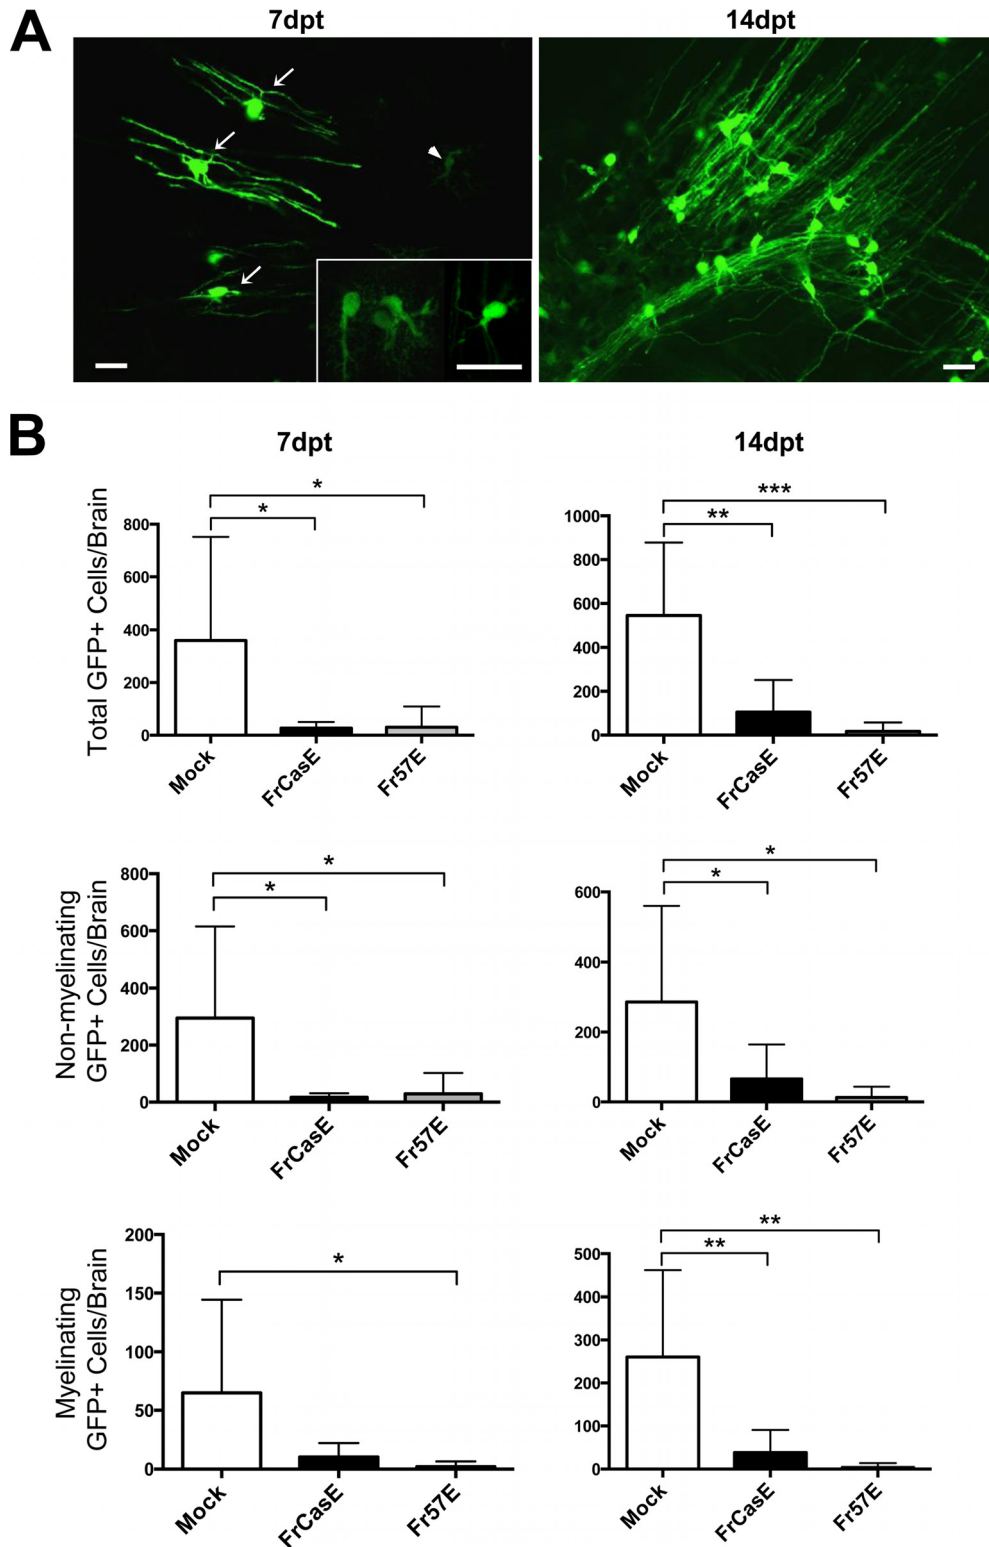 A
7dpt
14dpt
B
7dpt
14dpt
Total GFP+ Cells/Brain
800
600
400
200
0
*
*
Mock
FrCasE
Fr57E
1000
800
600
400
200
0
***
**
Mock
FrCasE
Fr57E
Non-myelinating
GFP+ Cells/Brain
800
600
400
200
0
*
*
Mock
FrCasE
Fr57E
600
400
200
0
*
*
Mock
FrCasE
Fr57E
Myelinating
GFP+ Cells/Brain
200
150
100
50
0
*
Mock
FrCasE
Fr57E
500
400
300
200
100
0
**
**
Mock
FrCasE
Fr57E